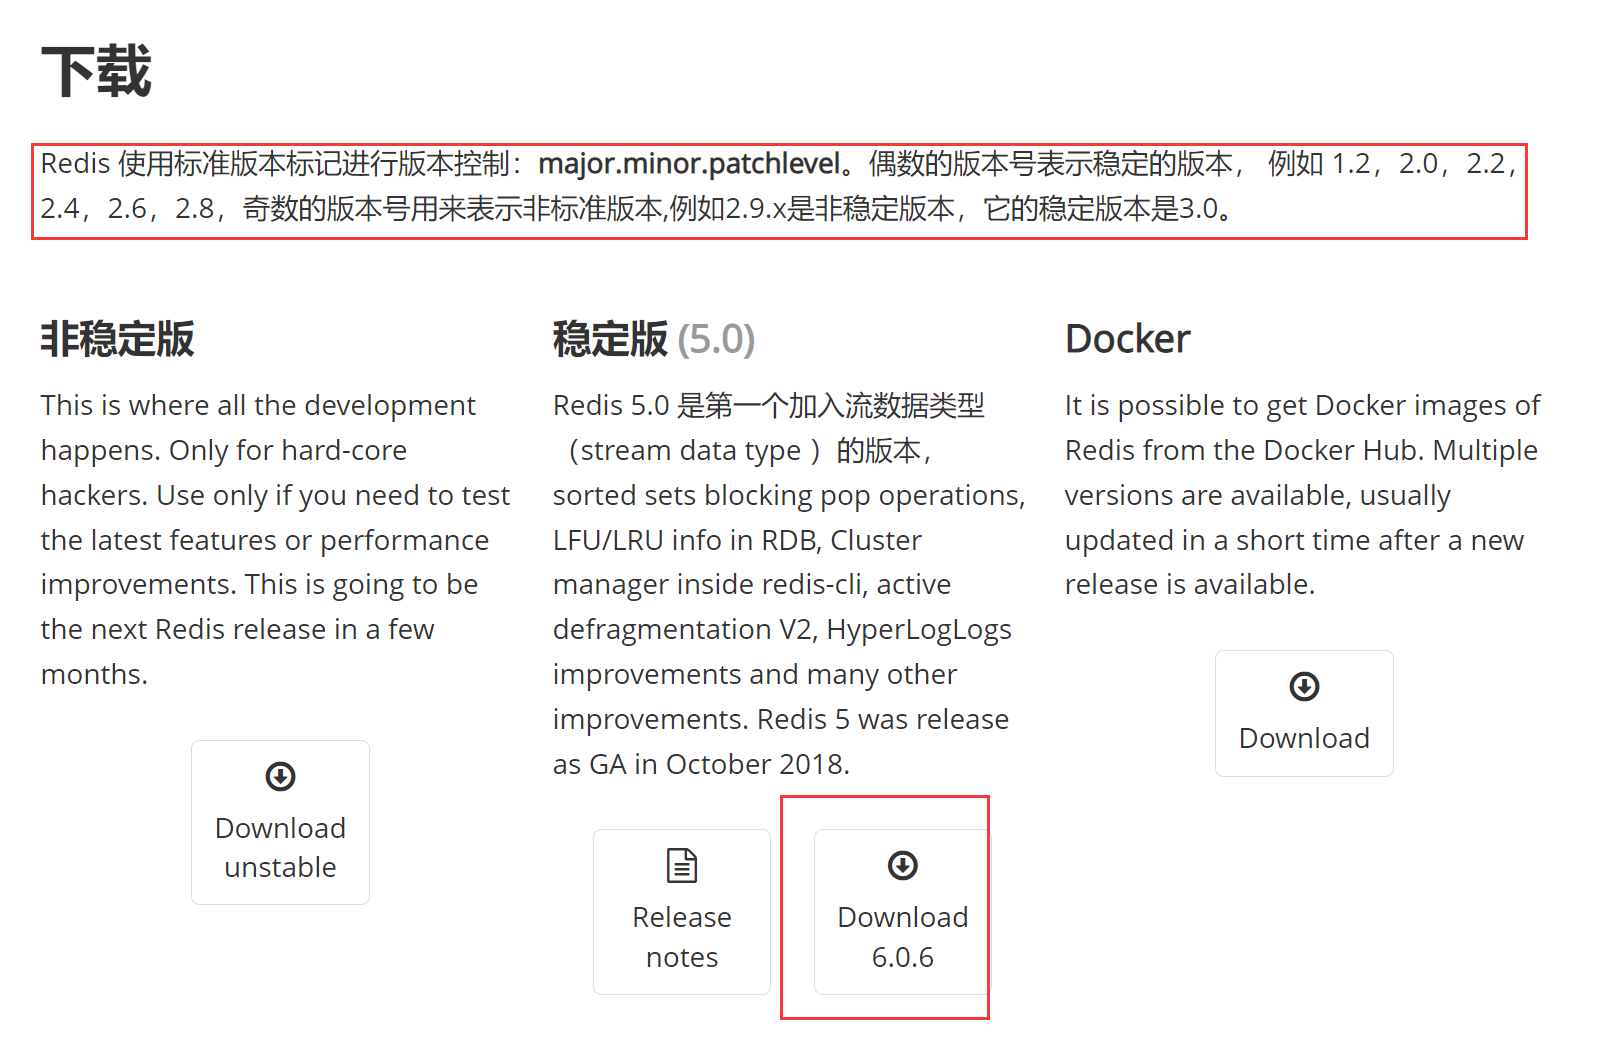 下载
Redis 使用标准版本标记进行版本控制：major.minor.patchlevel。偶数的版本号表示稳定的版本， 例如 1.2，2.0，2.2，
2.4，2.6，2.8，奇数的版本号用来表示非标准版本,例如2.9.x是非稳定版本，它的稳定版本是3.0。
非稳定版
This is where all the development
happens. Only for hard-core
hackers. Use only if you need to test
the latest features or performance
improvements. This is going to be
the next Redis release in a few
months.
Download
unstable
稳定版 (5.0)
Redis 5.0 是第一个加入流数据类型
（stream data type ）的版本，
sorted sets blocking pop operations,
LFU/LRU info in RDB, Cluster
manager inside redis-cli, active
defragmentation V2, HyperLogLogs
improvements and many other
improvements. Redis 5 was release
as GA in October 2018.
Release
notes
Download
6.0.6
Docker
It is possible to get Docker images of
Redis from the Docker Hub. Multiple
versions are available, usually
updated in a short time after a new
release is available.
Download